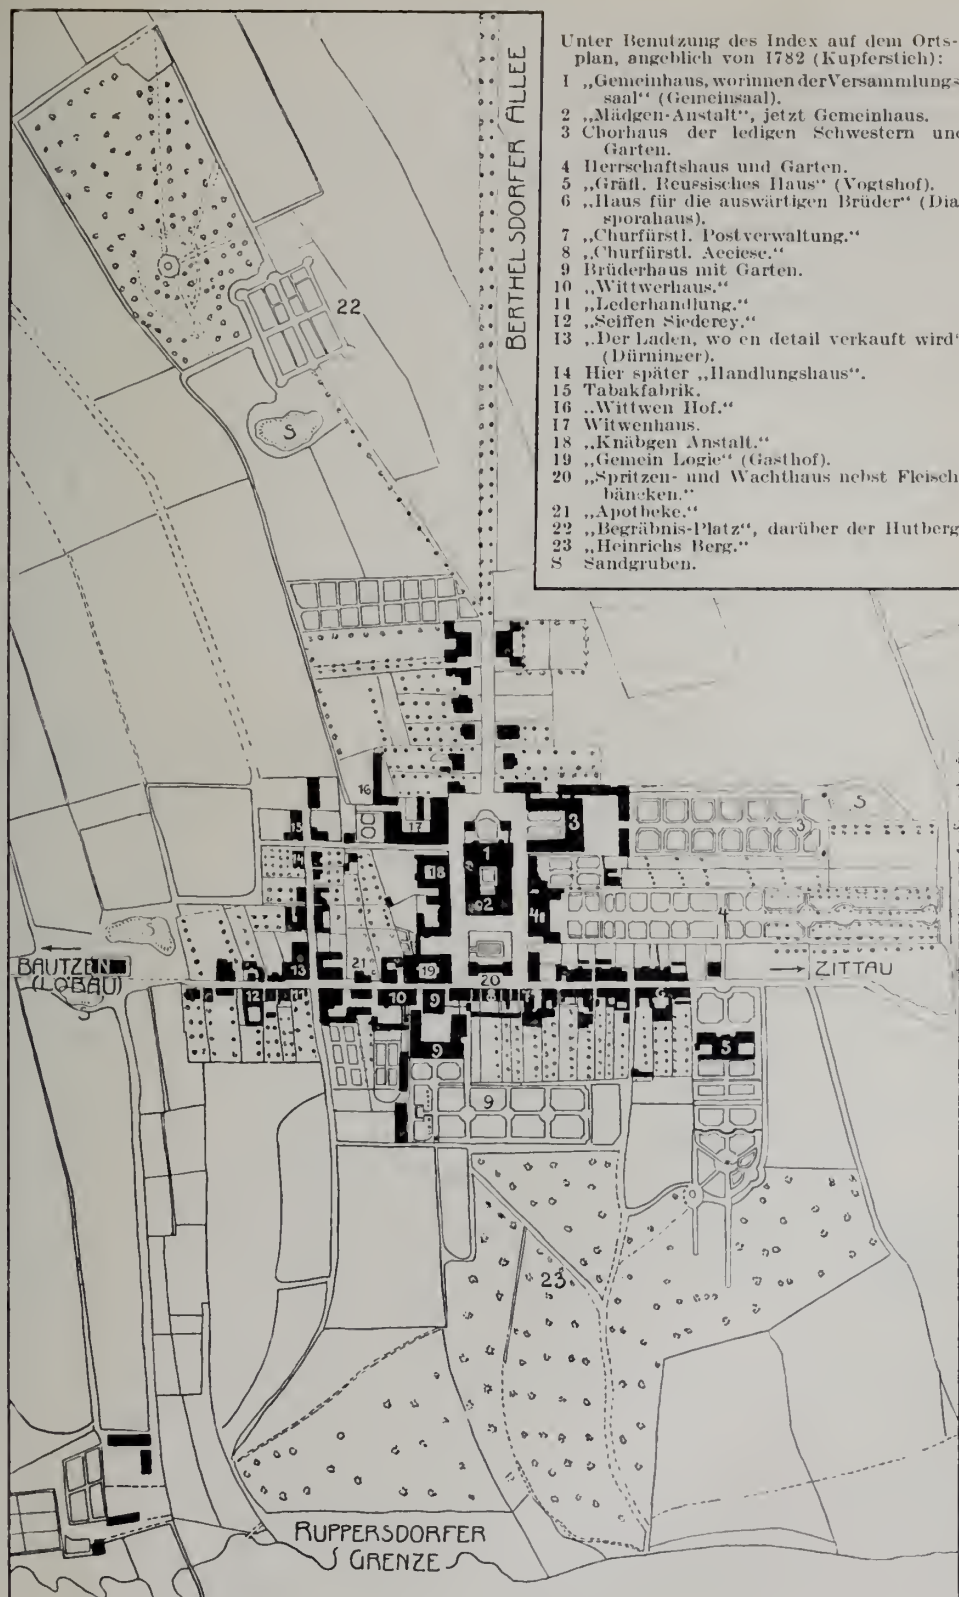 Unter Benutzung des Index auf dem Orts-
plan, angeblich von 1782 (Kupferstich):
1 „Gemeinhaus, worinnen der Versammlungs-
saal“ (Gemeinsaal).
2 „Mädgen-Anstalt“, jetzt Gemeinhaus.
3 Chorhaus der ledigen Schwestern und
Garten.
4 Herrschaftshaus und Garten.
5 „Gräfl. Reussisches Haus“ (Vogtshof).
6 „Haus für die auswärtigen Brüder“ (Dia-
sporahaus).
7 „Churfürstl. Postverwaltung.“
8 „Churfürstl. Acciese.“
9 Brüderhaus mit Garten.
10 „Wittwerhaus.“
11 „Lederhandlung.“
12 „Seiffen Siederey.“
13 „Der Laden, wo en detail verkauft wird“
(Dürninger).
14 Hier später „Handlungshaus“.
15 Tabakfabrik.
16 „Wittwen Hof.“
17 Witwenhaus.
18 „Knäbgen Anstalt.“
19 „Gemein Logie“ (Gasthof).
20 „Spritzen- und Wachthaus nebst Fleisch-
bäncken.“
21 „Apotheke.“
22 „Begräbnis-Platz“, darüber der Hutberg
23 „Heinrichs Berg.“
S Sandgruben.
BERTHELSDORFER ALLEE
22
S
16
17
3
3
S
15
1
14
18
2
4
4
S
BAUTZEN
(LÖBAU)
13
21
19
20
ZITTAU
12
11
10
9
8
7
6
S
9
5
9
23
RUPPERSDORFER
GRENZE